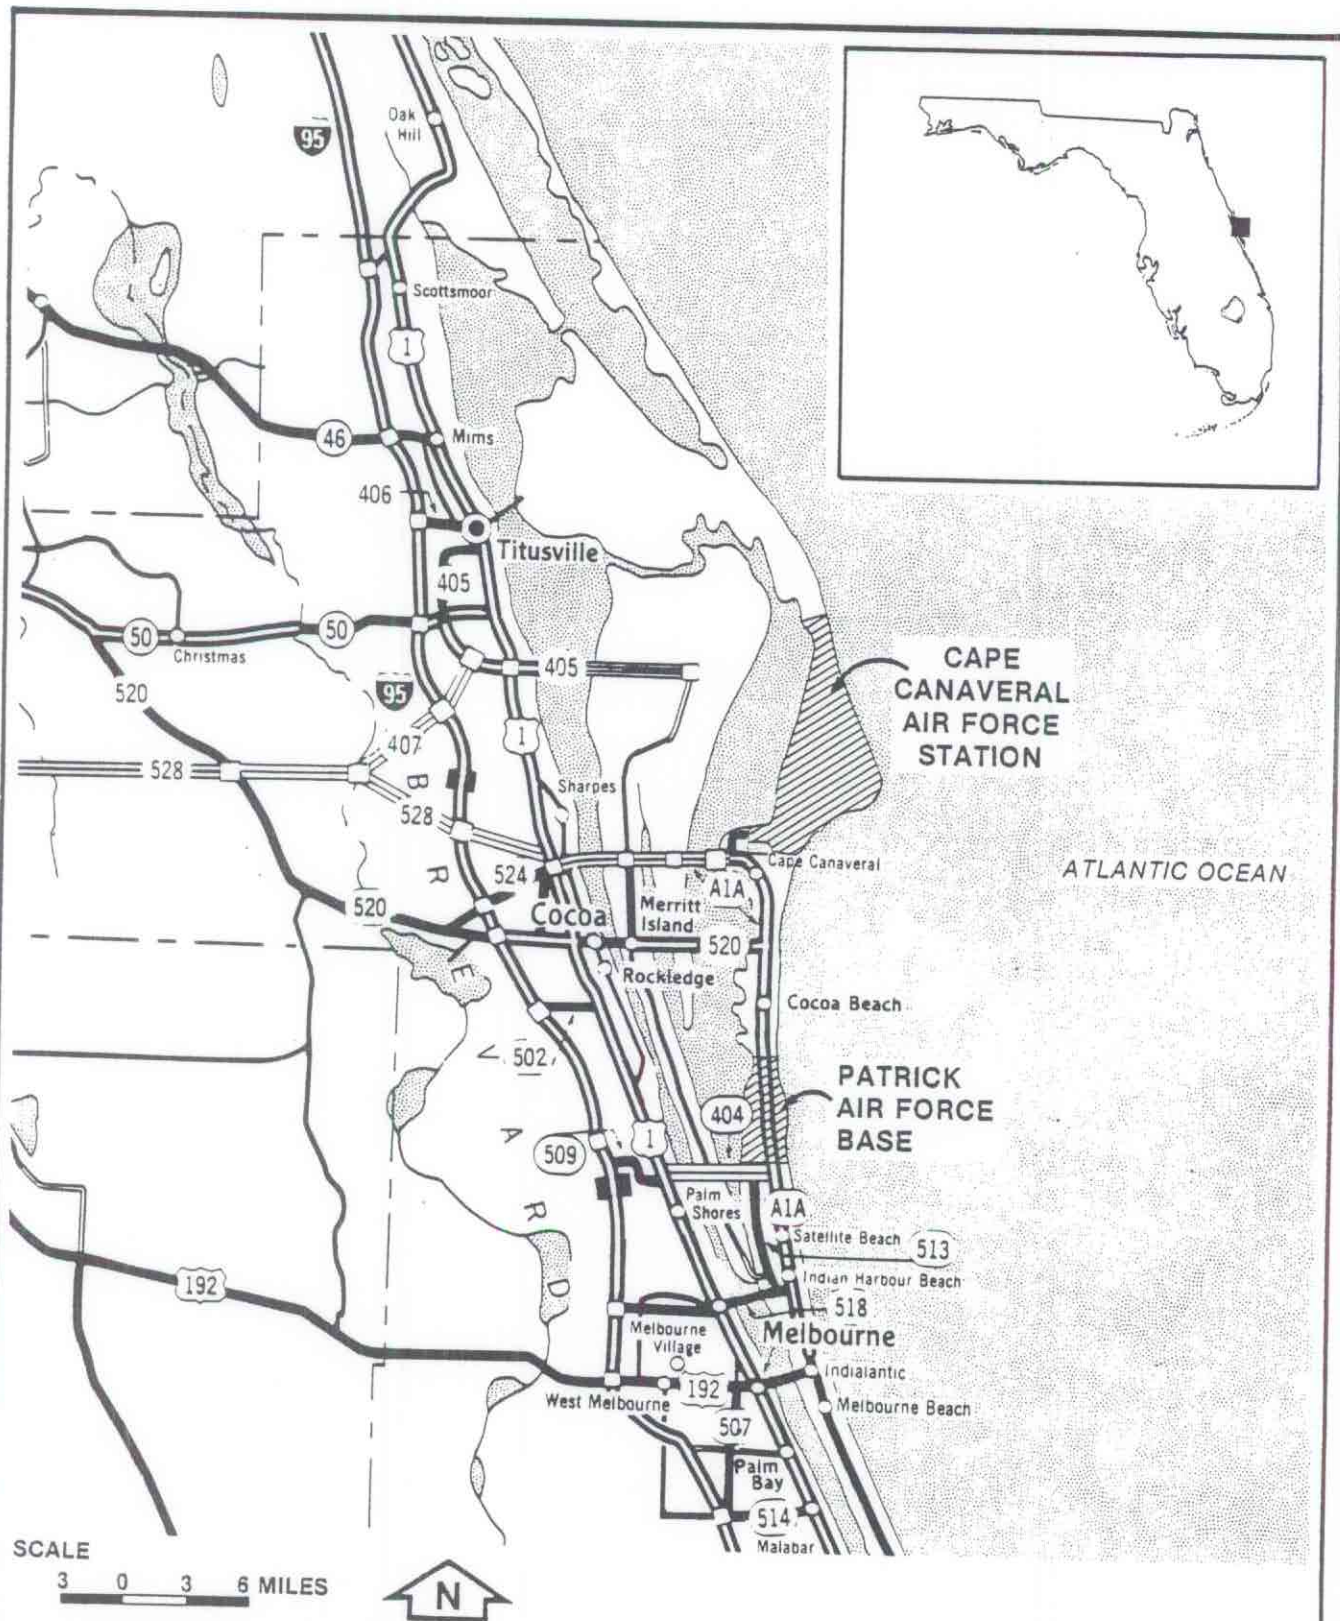 Oak
Hill
95
Scottsmoor
1
46
Mims
406
Titusville
405
50
50
Christmas
405
520
95
CAPE
CANAVERAL
AIR FORCE
STATION
407
1
528
B
Sharpes
528
R
524
Cape Canaveral
ATLANTIC OCEAN
A1A
520
Cocoa
Merritt
Island
520
E
Rockledge
Cocoa Beach
V
502
PATRICK
AIR FORCE
BASE
404
A
509
1
R
Palm
Shores
A1A
Satellite Beach
513
192
D
Indian Harbour Beach
518
Melbourne
Village
Melbourne
Indialantic
West Melbourne
192
Melbourne Beach
507
Palm
Bay
514
Malabar
SCALE
3 0 3 6 MILES
N